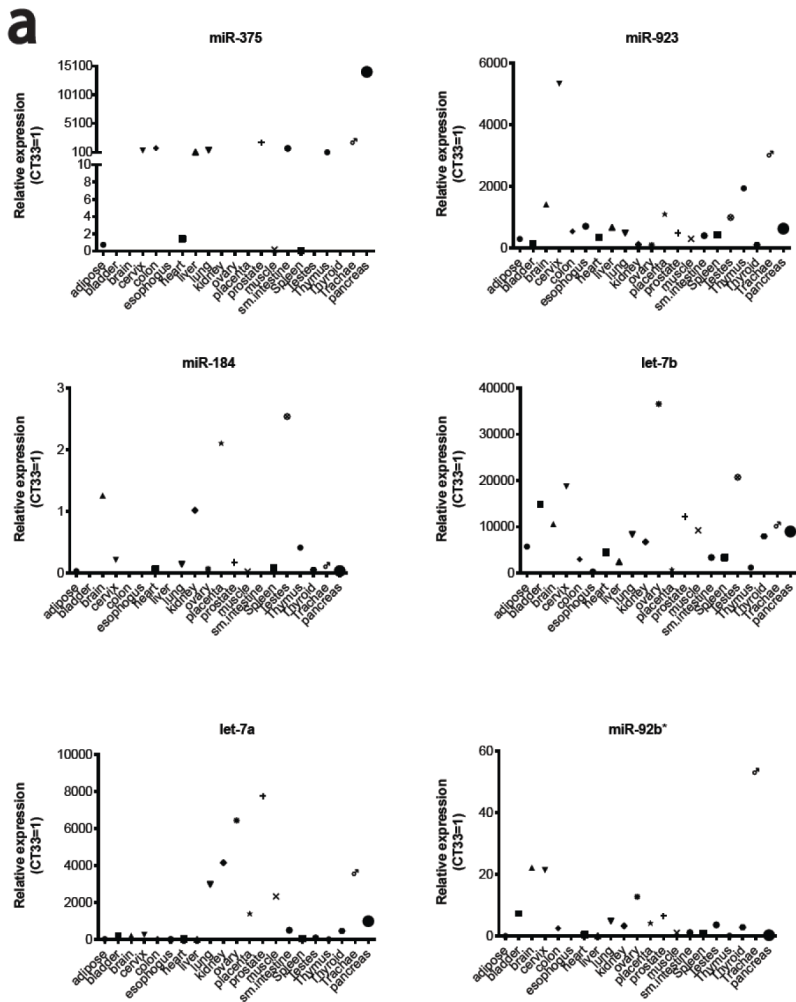 a
miR-375
Relative expression
(CT33=1)
15100
10100
5100
100
10
8
6
4
2
0
adipose
bladder
brain
cervix
colon
esophogus
heart
liver
lung
kidney
ovary
placenta
prostate
muscle
sm.intestine
Spleen
testes
Thymus
Thyroid
Trachae
pancreas
miR-923
Relative expression
(CT33=1)
6000
4000
2000
0
adipose
bladder
brain
cervix
colon
esophogus
heart
liver
lung
kidney
ovary
placenta
prostate
muscle
sm.intestine
Spleen
testes
Thymus
Thyroid
Trachae
pancreas
miR-184
Relative expression
(CT33=1)
3
2
1
0
adipose
bladder
brain
cervix
colon
esophogus
heart
liver
lung
kidney
ovary
placenta
prostate
muscle
sm.intestine
Spleen
testes
Thymus
Thyroid
Trachae
pancreas
let-7b
Relative expression
(CT33=1)
40000
30000
20000
10000
0
adipose
bladder
brain
cervix
colon
esophogus
heart
liver
lung
kidney
ovary
placenta
prostate
muscle
sm.intestine
Spleen
testes
Thymus
Thyroid
Trachae
pancreas
let-7a
Relative expression
(CT33=1)
10000
8000
6000
4000
2000
0
adipose
bladder
brain
cervix
colon
esophogus
heart
liver
lung
kidney
ovary
placenta
prostate
muscle
sm.intestine
Spleen
testes
Thymus
Thyroid
Trachae
pancreas
miR-92b*
Relative expression
(CT33=1)
60
40
20
0
adipose
bladder
brain
cervix
colon
esophogus
heart
liver
lung
kidney
ovary
placenta
prostate
muscle
sm.intestine
Spleen
testes
Thymus
Thyroid
Trachae
pancreas